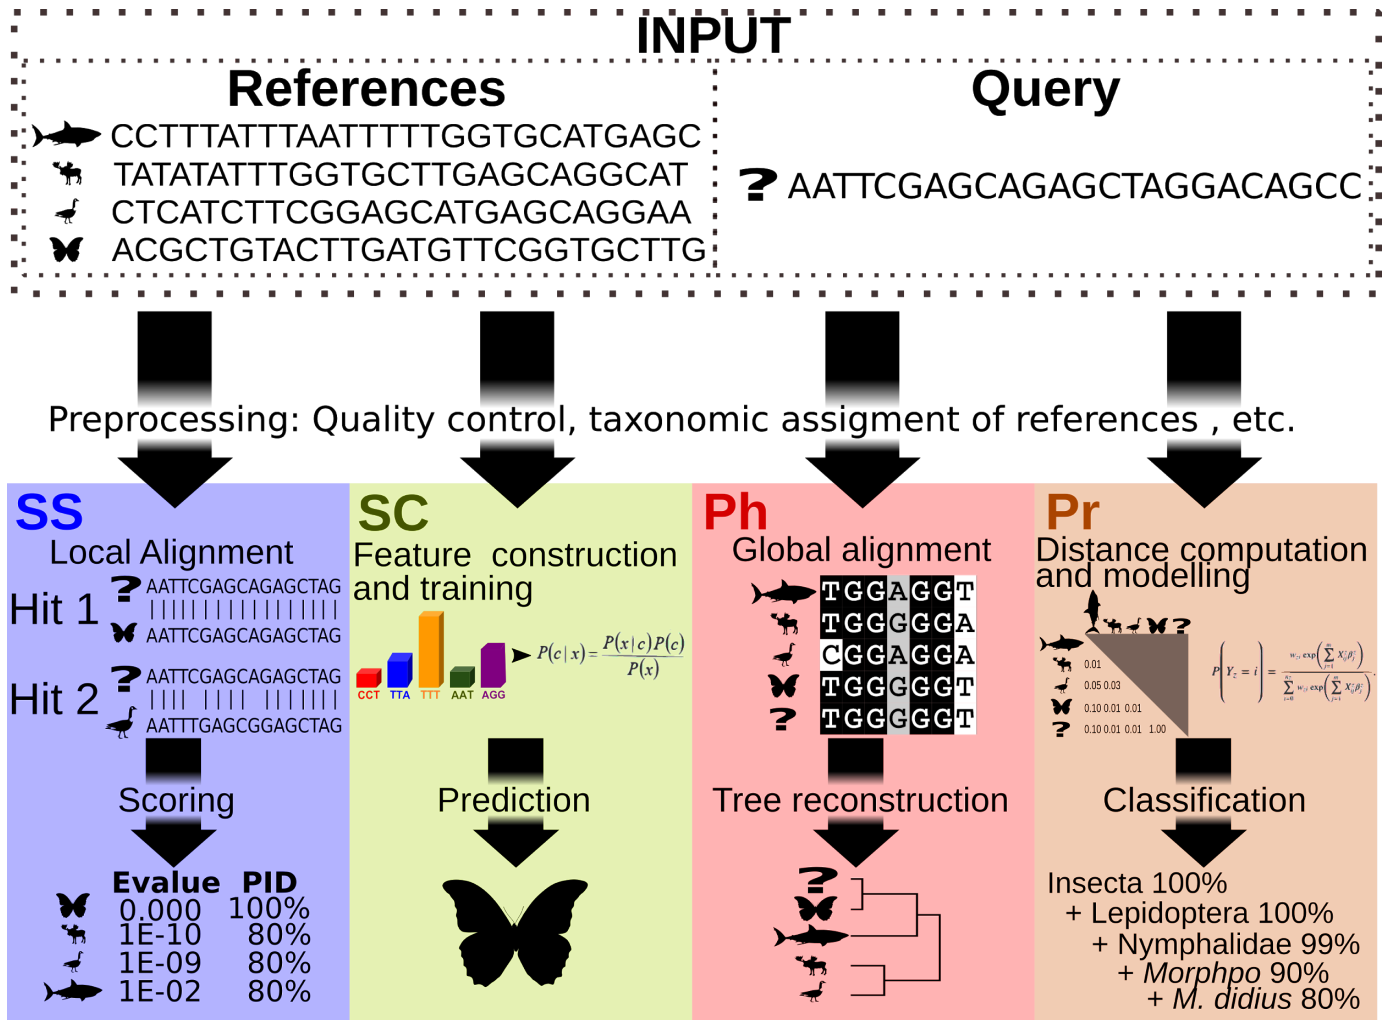 INPUT
References
CCTTTATTTAATTTTTGGTGCATGAGC
TATATATTTGGTGCTTGAGCAGGCAT
CTCATCTTCGGAGCATGAGCAGGAA
ACGCTGTACTTGATGTTCGGTGCTTG
Query
? AATTCGAGCAGAGCTAGGACAGCC
Preprocessing: Quality control, taxonomic assigment of references , etc.
SS
Local Alignment
Hit 1
? AATTCGAGCAGAGCTAG
AATTCGAGCAGAGCTAG
Hit 2
? AATTCGAGCAGAGCTAG
AATTTGAGCGGAGCTAG
Scoring
Evalue PID
0.000 100%
1E-10 80%
1E-09 80%
1E-02 80%
SC
Feature construction
and training
CCT TTA TTT AAT AGG
P(c|x) = P(x|c)P(c) / P(x)
Prediction
Ph
Global alignment
TGGAGGT
TGGGGGA
CGGAGGA
TGGGGGT
? TGGGGGT
Tree reconstruction
?
Pr
Distance computation
and modelling
?
0.01
0.05 0.03
0.10 0.01 0.01
? 0.10 0.01 0.01 1.00
Classification
Insecta 100%
+ Lepidoptera 100%
+ Nymphalidae 99%
+ Morphpo 90%
+ M. didius 80%